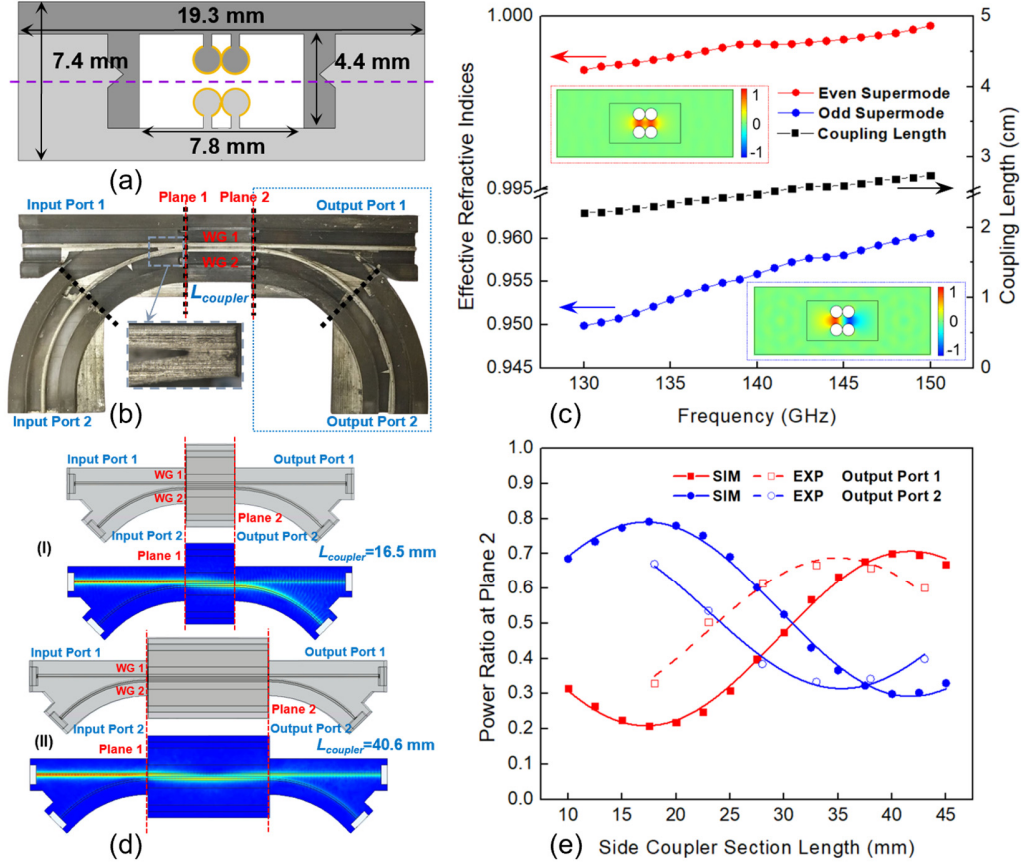 19.3 mm
7.4 mm
4.4 mm
7.8 mm
(a)
Plane 1 Plane 2
Input Port 1
Output Port 1
WG 1
WG 2
Lcoupler
Input Port 2
(b)
Output Port 2
1.000
0.995
0.960
0.955
0.950
0.945
Effective Refractive Indices
5
4
3
2
1
0
Coupling Length (cm)
1
0
-1
Even Supermode
Odd Supermode
Coupling Length
1
0
-1
130 135 140 145 150
(c) Frequency (GHz)
Input Port 1
Output Port 1
WG 1
WG 2
Plane 2
Input Port 2
Output Port 2
(I)
Plane 1
Lcoupler=16.5 mm
Input Port 1
Output Port 1
WG 1
WG 2
Plane 2
Input Port 2
Output Port 2
(II)
Plane 1
Lcoupler=40.6 mm
(d)
1.0
0.9
0.8
0.7
0.6
0.5
0.4
0.3
0.2
0.1
0.0
Power Ratio at Plane 2
SIM EXP Output Port 1
SIM EXP Output Port 2
10 15 20 25 30 35 40 45
(e) Side Coupler Section Length (mm)